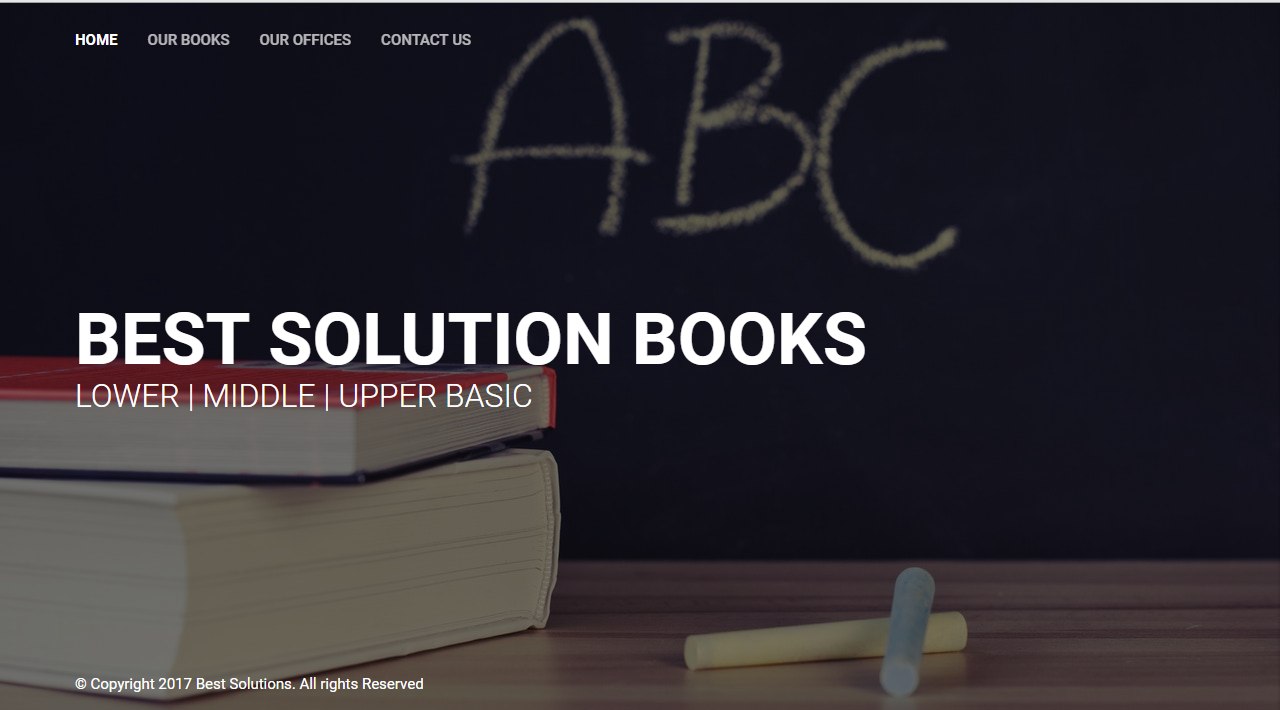 HOME OUR BOOKS OUR OFFICES CONTACT US
ABC
BEST SOLUTION BOOKS
LOWER | MIDDLE | UPPER BASIC
© Copyright 2017 Best Solutions. All rights Reserved